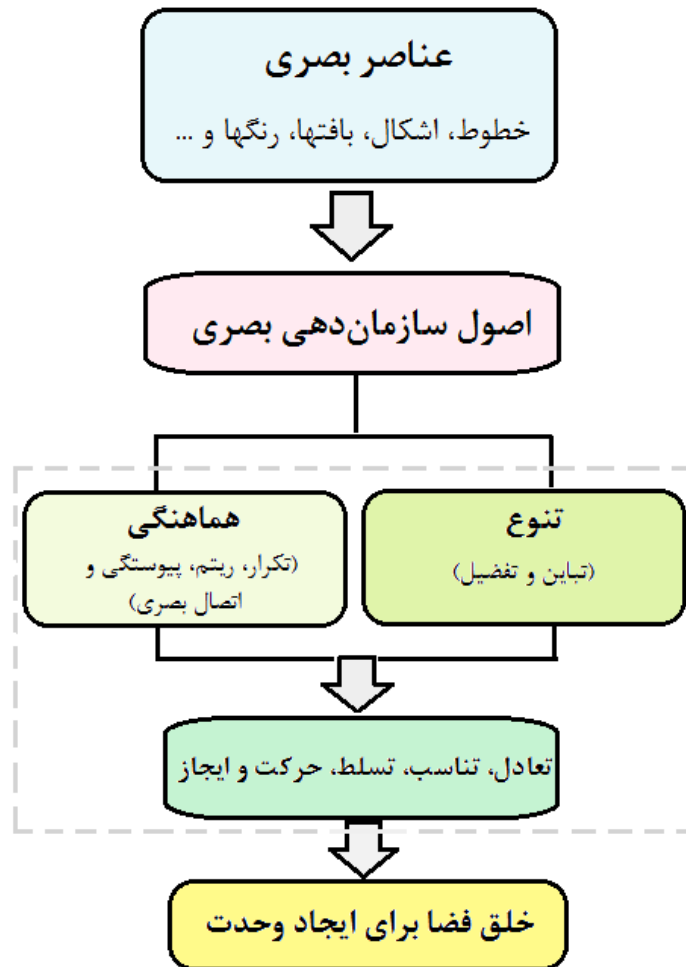 عناصر بصری
خطوط، اشکال، بافتها، رنگها و ...
اصول سازمان‌دهی بصری
تنوع
(تباین و تفضیل)
هماهنگی
(تکرار، ریتم، پیوستگی و
اتصال بصری)
تعادل، تناسب، تسلط، حرکت و ایجاز
خلق فضا برای ایجاد وحدت